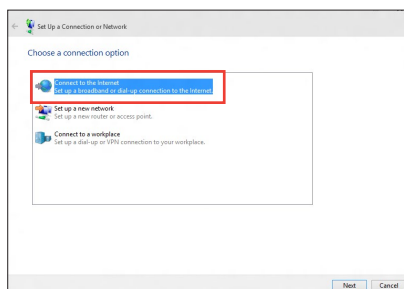 Set Up a Connection or Network
Choose a connection option
Connect to the Internet
Set up a broadband or dial-up connection to the Internet.
Set up a new network
Set up a new router or access point.
Connect to a workplace
Set up a dial-up or VPN connection to your workplace.
Next Cancel